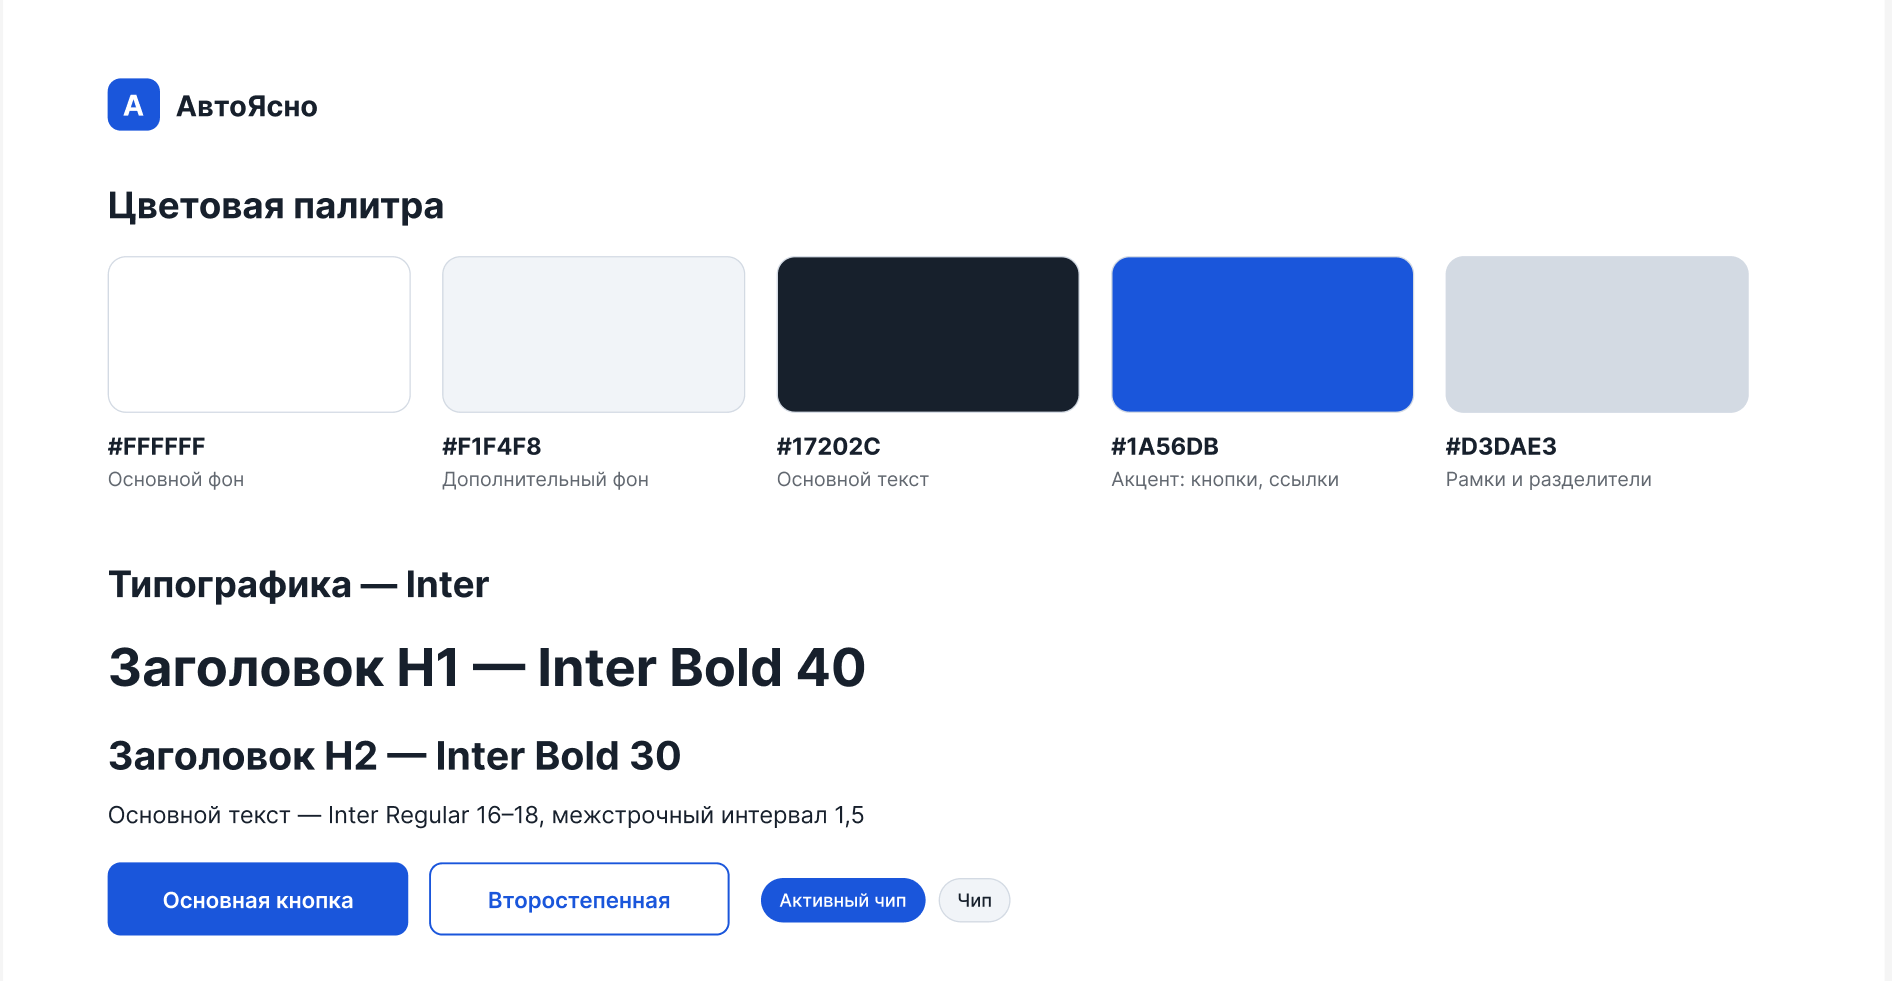 А АвтоЯсно
Цветовая палитра
#FFFFFF
Основной фон
#F1F4F8
Дополнительный фон
#17202C
Основной текст
#1A56DB
Акцент: кнопки, ссылки
#D3DAE3
Рамки и разделители
Типографика — Inter
Заголовок H1 — Inter Bold 40
Заголовок H2 — Inter Bold 30
Основной текст — Inter Regular 16–18, межстрочный интервал 1,5
Основная кнопка
Второстепенная
Активный чип
Чип